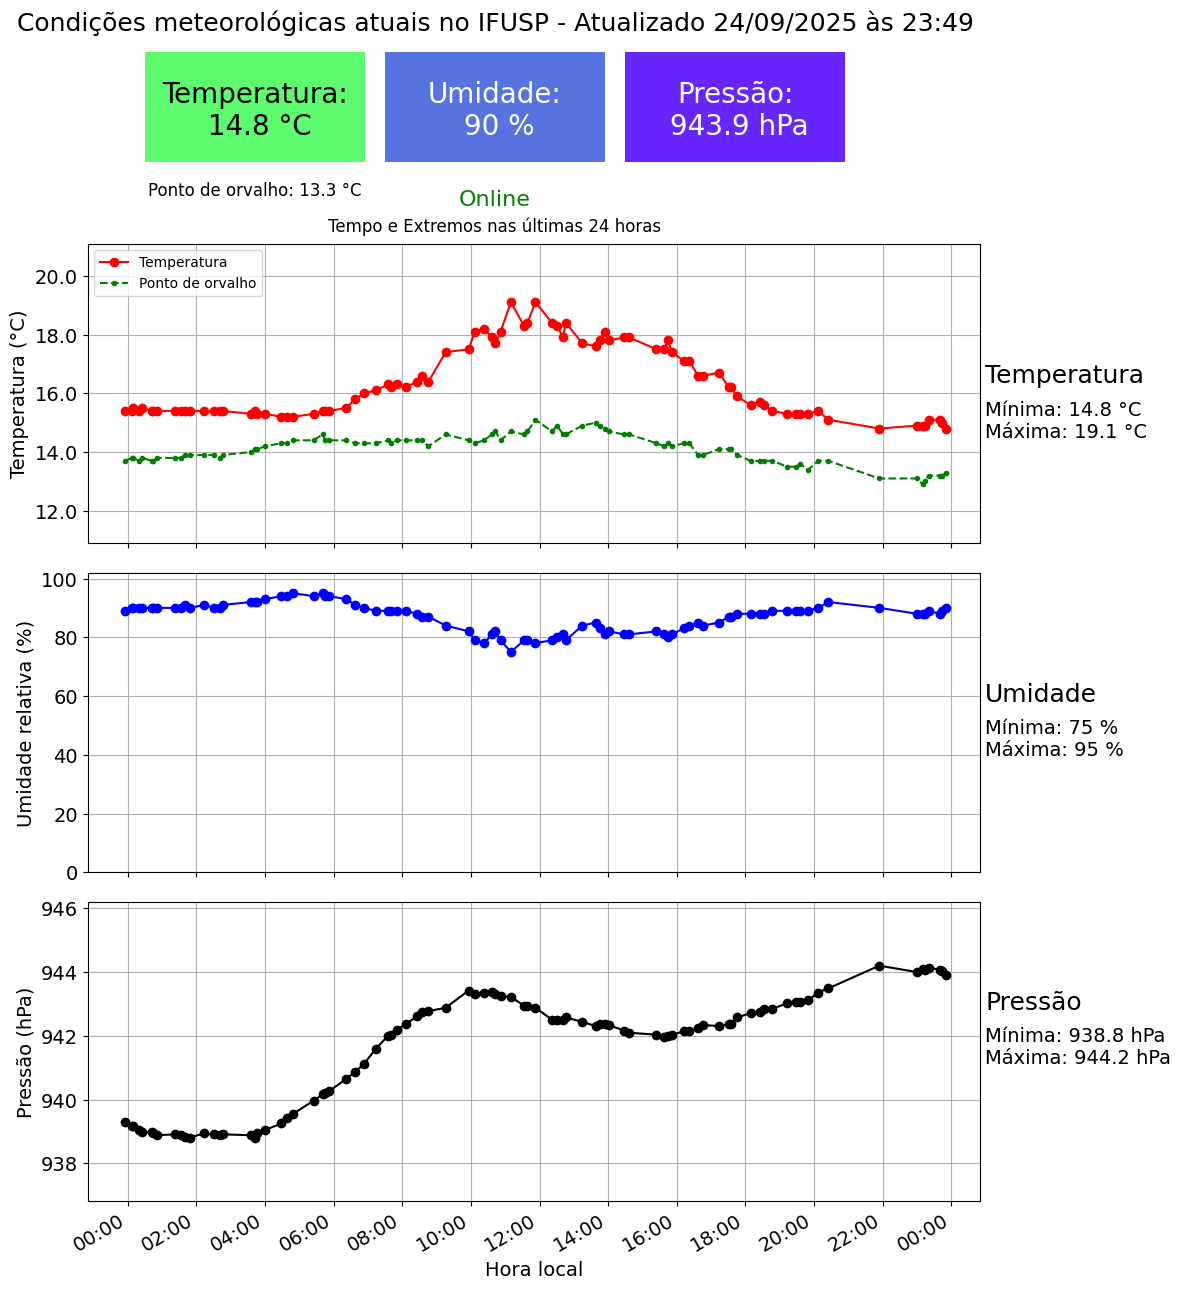 Condições meteorológicas atuais no IFUSP - Atualizado 24/09/2025 às 23:49
Temperatura:
14.8 °C
Umidade:
90 %
Pressão:
943.9 hPa
Ponto de orvalho: 13.3 °C
Online
Tempo e Extremos nas últimas 24 horas
Temperatura
Ponto de orvalho
Temperatura (°C)
20.0
18.0
16.0
14.0
12.0
Temperatura
Mínima: 14.8 °C
Máxima: 19.1 °C
Umidade relativa (%)
100
80
60
40
20
0
Umidade
Mínima: 75 %
Máxima: 95 %
Pressão (hPa)
946
944
942
940
938
Pressão
Mínima: 938.8 hPa
Máxima: 944.2 hPa
00:00 02:00 04:00 06:00 08:00 10:00 12:00 14:00 16:00 18:00 20:00 22:00 00:00
Hora local